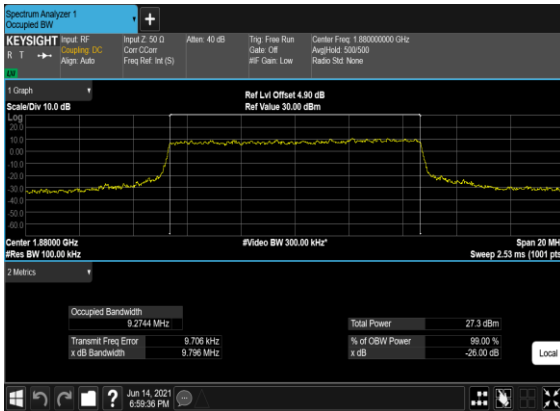 Spectrum Analyzer 1
Occupied BW
KEYSIGHT
R T
LXI
Input: RF
Coupling: DC
Align: Auto
Input Z: 50 Ω
Corr CCorr
Freq Ref: Int (S)
Atten: 40 dB
Trig: Free Run
Gate: Off
#IF Gain: Low
Center Freq: 1.880000000 GHz
Avg|Hold: 500/500
Radio Std: None
1 Graph
Scale/Div 10.0 dB
Ref Lvl Offset 4.90 dB
Ref Value 30.00 dBm
Log
20.0
10.0
0.00
-10.0
-20.0
-30.0
-40.0
-50.0
-60.0
Center 1.88000 GHz
#Res BW 100.00 kHz
#Video BW 300.00 kHz*
Span 20 MH
Sweep 2.53 ms (1001 pts
2 Metrics
Occupied Bandwidth
9.2744 MHz
Transmit Freq Error 9.706 kHz
x dB Bandwidth 9.796 MHz
Total Power 27.3 dBm
% of OBW Power 99.00 %
x dB -26.00 dB
Local
?
Jun 14, 2021
6:59:36 PM